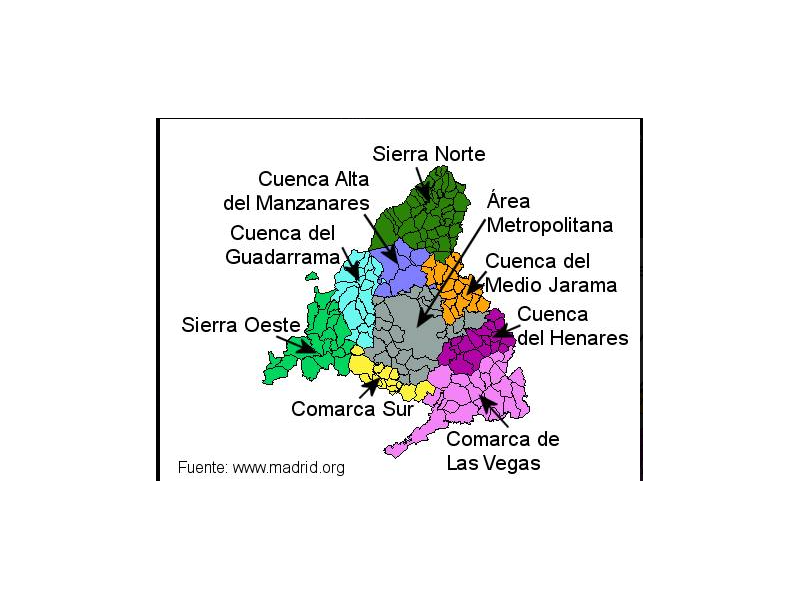 Sierra Norte
Cuenca Alta
del Manzanares
Área
Metropolitana
Cuenca del
Guadarrama
Cuenca del
Medio Jarama
Cuenca
del Henares
Sierra Oeste
Comarca Sur
Comarca de
Las Vegas
Fuente: www.madrid.org